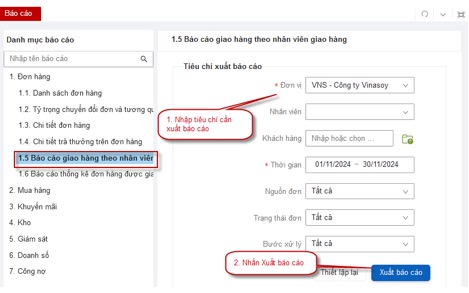 Báo cáo
Danh mục báo cáo
Nhập tên báo cáo
1. Đơn hàng
1.1. Danh sách đơn hàng
1.2. Tỷ trọng chuyển đổi đơn và tương qu
1.3. Chi tiết đơn hàng
1.4. Chi tiết trả thưởng trên đơn hàng
1.5 Báo cáo giao hàng theo nhân viên
1.6 Báo cáo thống kê đơn hàng được gia
2. Mua hàng
3. Khuyến mãi
4. Kho
5. Giám sát
6. Doanh số
7. Công nợ
1.5 Báo cáo giao hàng theo nhân viên giao hàng
Tiêu chí xuất báo cáo
* Đơn vị VNS - Công ty Vinasoy
Nhân viên
Khách hàng Nhập hoặc chọn ...
* Thời gian 01/11/2024 ~ 30/11/2024
Nguồn đơn Tất cả
Trạng thái đơn Tất cả
Bước xử lý Tất cả
Thiết lập lại Xuất báo cáo
1. Nhập tiêu chí cần
xuất báo cáo
2. Nhấn Xuất báo cáo